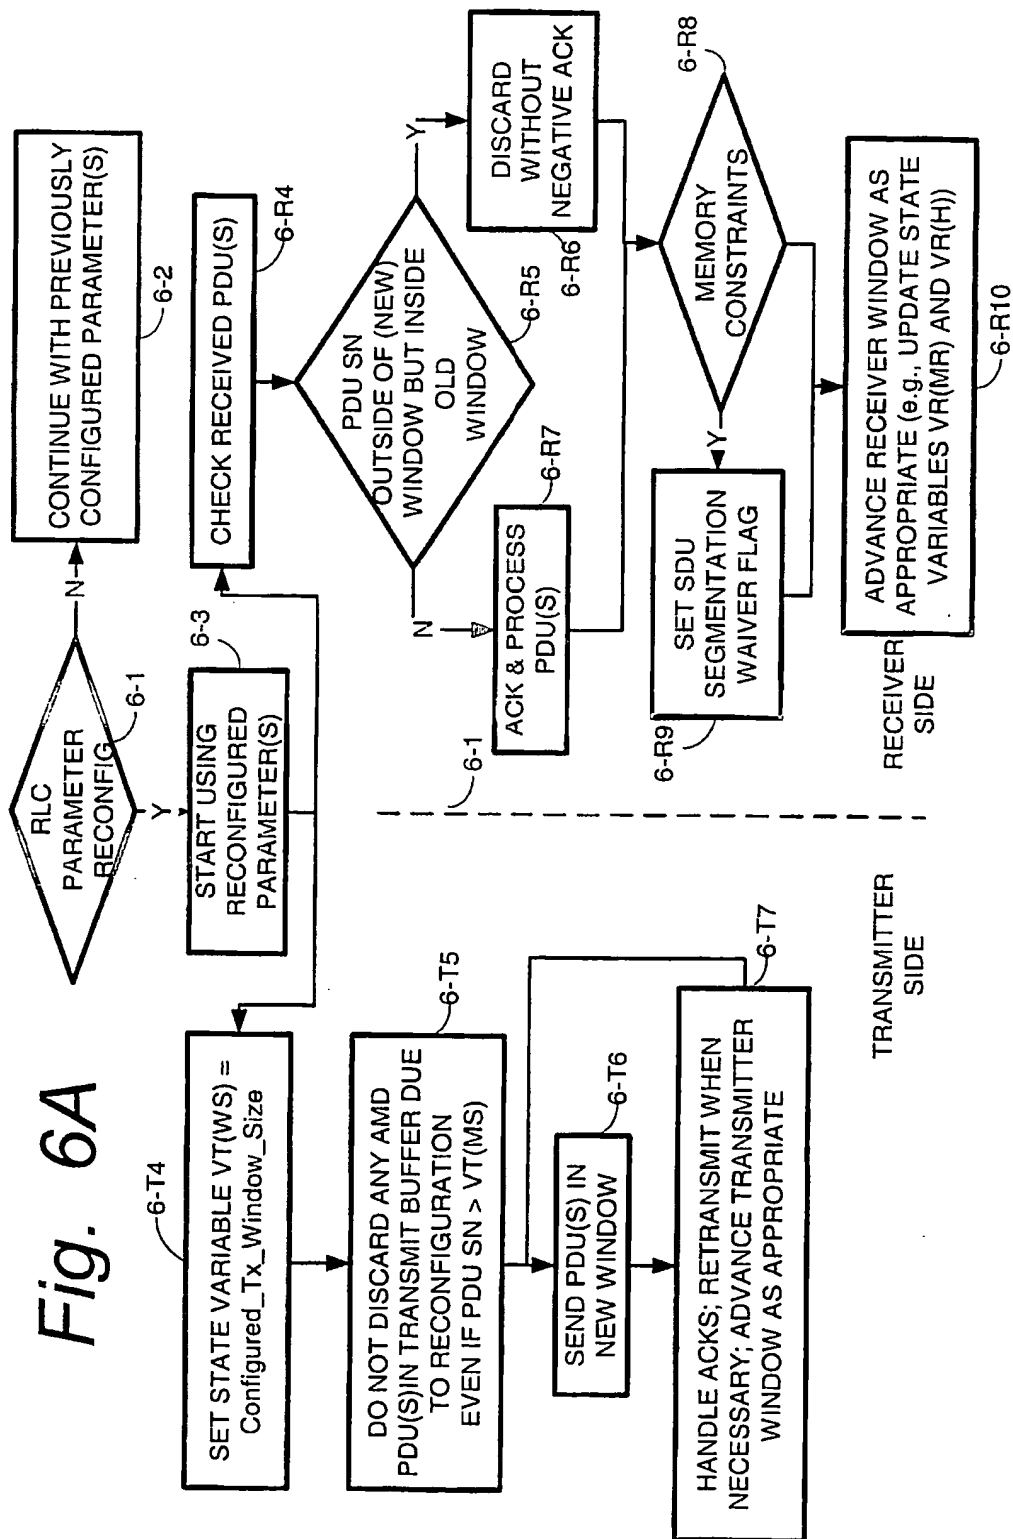 Fig. 6A
RLC
PARAMETER
RECONFIG
6-1
N
CONTINUE WITH PREVIOUSLY
CONFIGURED PARAMETER(S)
6-2
Y
START USING
RECONFIGURED
PARAMETER(S)
6-3
6-T4
SET STATE VARIABLE VT(WS) =
Configured_Tx_Window_Size
DO NOT DISCARD ANY AMD
PDU(S)IN TRANSMIT BUFFER DUE
TO RECONFIGURATION
EVEN IF PDU SN > VT(MS)
6-T5
SEND PDU(S) IN
NEW WINDOW
6-T6
HANDLE ACKS; RETRANSMIT WHEN
NECESSARY; ADVANCE TRANSMITTER
WINDOW AS APPROPRIATE
6-T7
TRANSMITTER
SIDE
6-1
CHECK RECEIVED PDU(S)
6-R4
PDU SN
OUTSIDE OF (NEW)
WINDOW BUT INSIDE
OLD
WINDOW
6-R5
Y
DISCARD
WITHOUT
NEGATIVE ACK
6-R6
N
ACK & PROCESS
PDU(S)
6-R7
MEMORY
CONSTRAINTS
6-R8
Y
SET SDU
SEGMENTATION
WAIVER FLAG
6-R9
ADVANCE RECEIVER WINDOW AS
APPROPRIATE (e.g., UPDATE STATE
VARIABLES VR(MR) AND VR(H))
6-R10
RECEIVER
SIDE